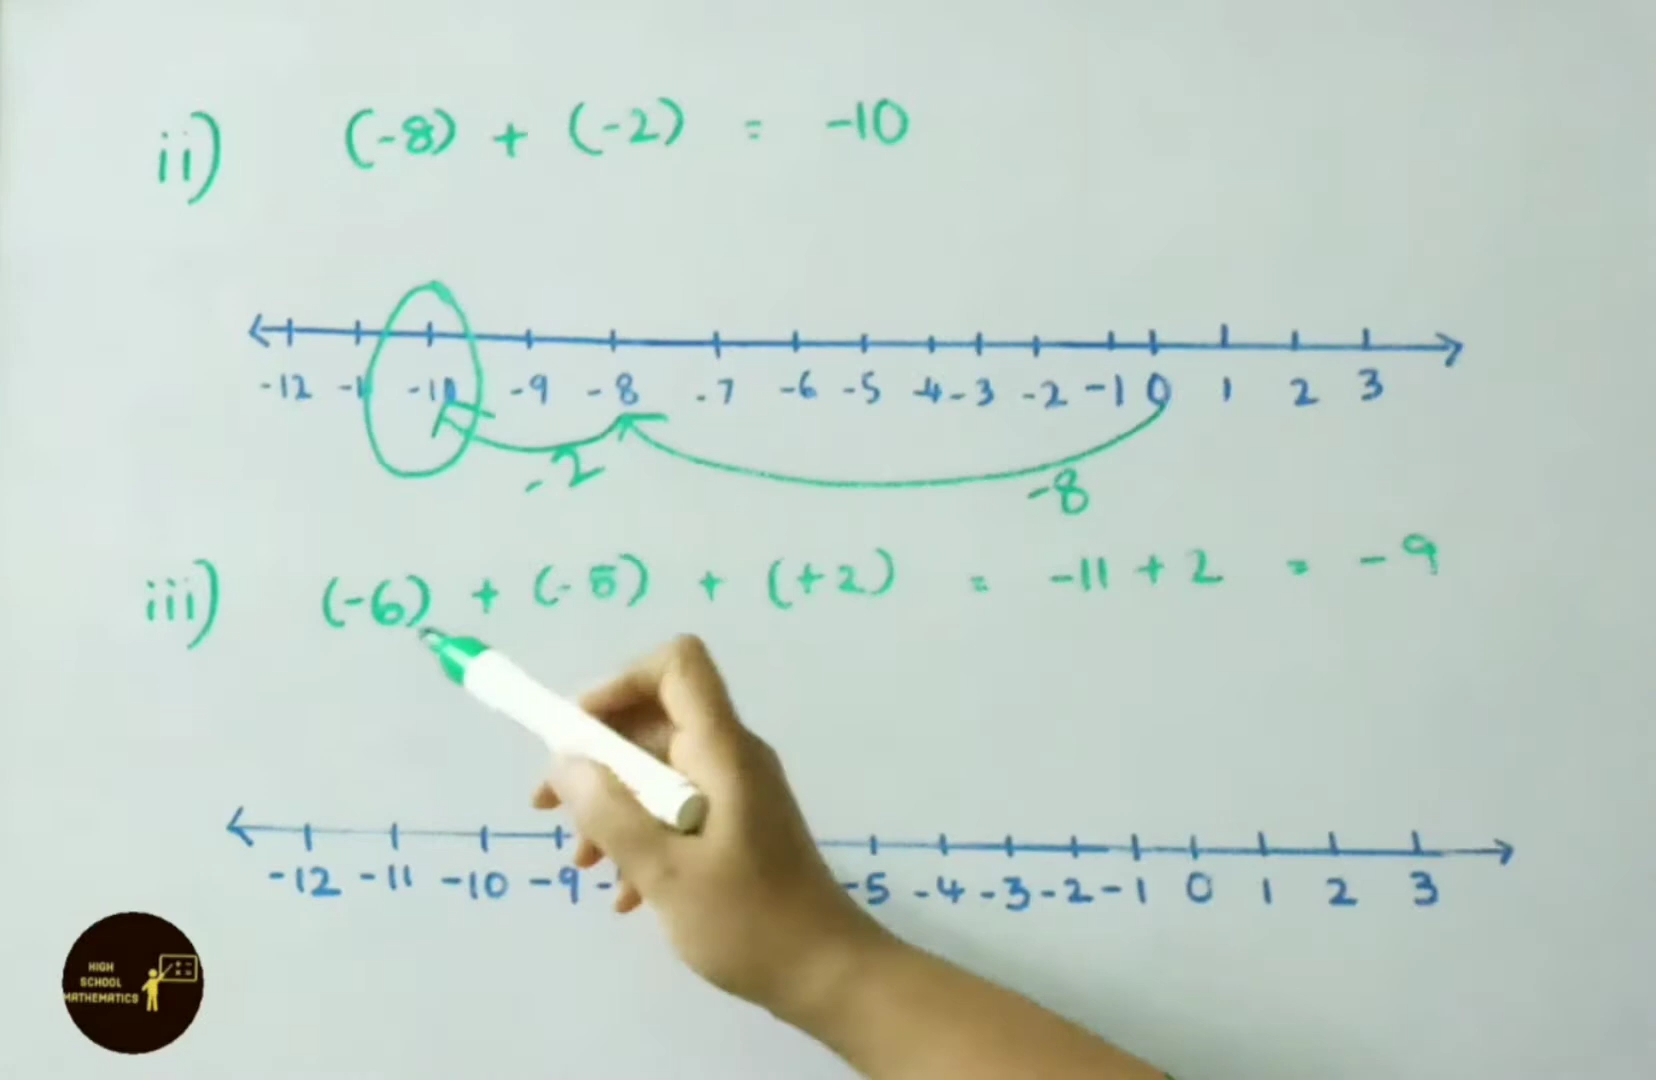 ii) (-8) + (-2) = -10
-12 -10 -9 -8 -7 -6 -5 -4 -3 -2 -1 0 1 2 3
-2
-8
iii) (-6) + (-5) + (+2) = -11 + 2 = -9
-12 -11 -10 -9 - -5 -4 -3 -2 -1 0 1 2 3
HIGH
SCHOOL
MATHEMATICS